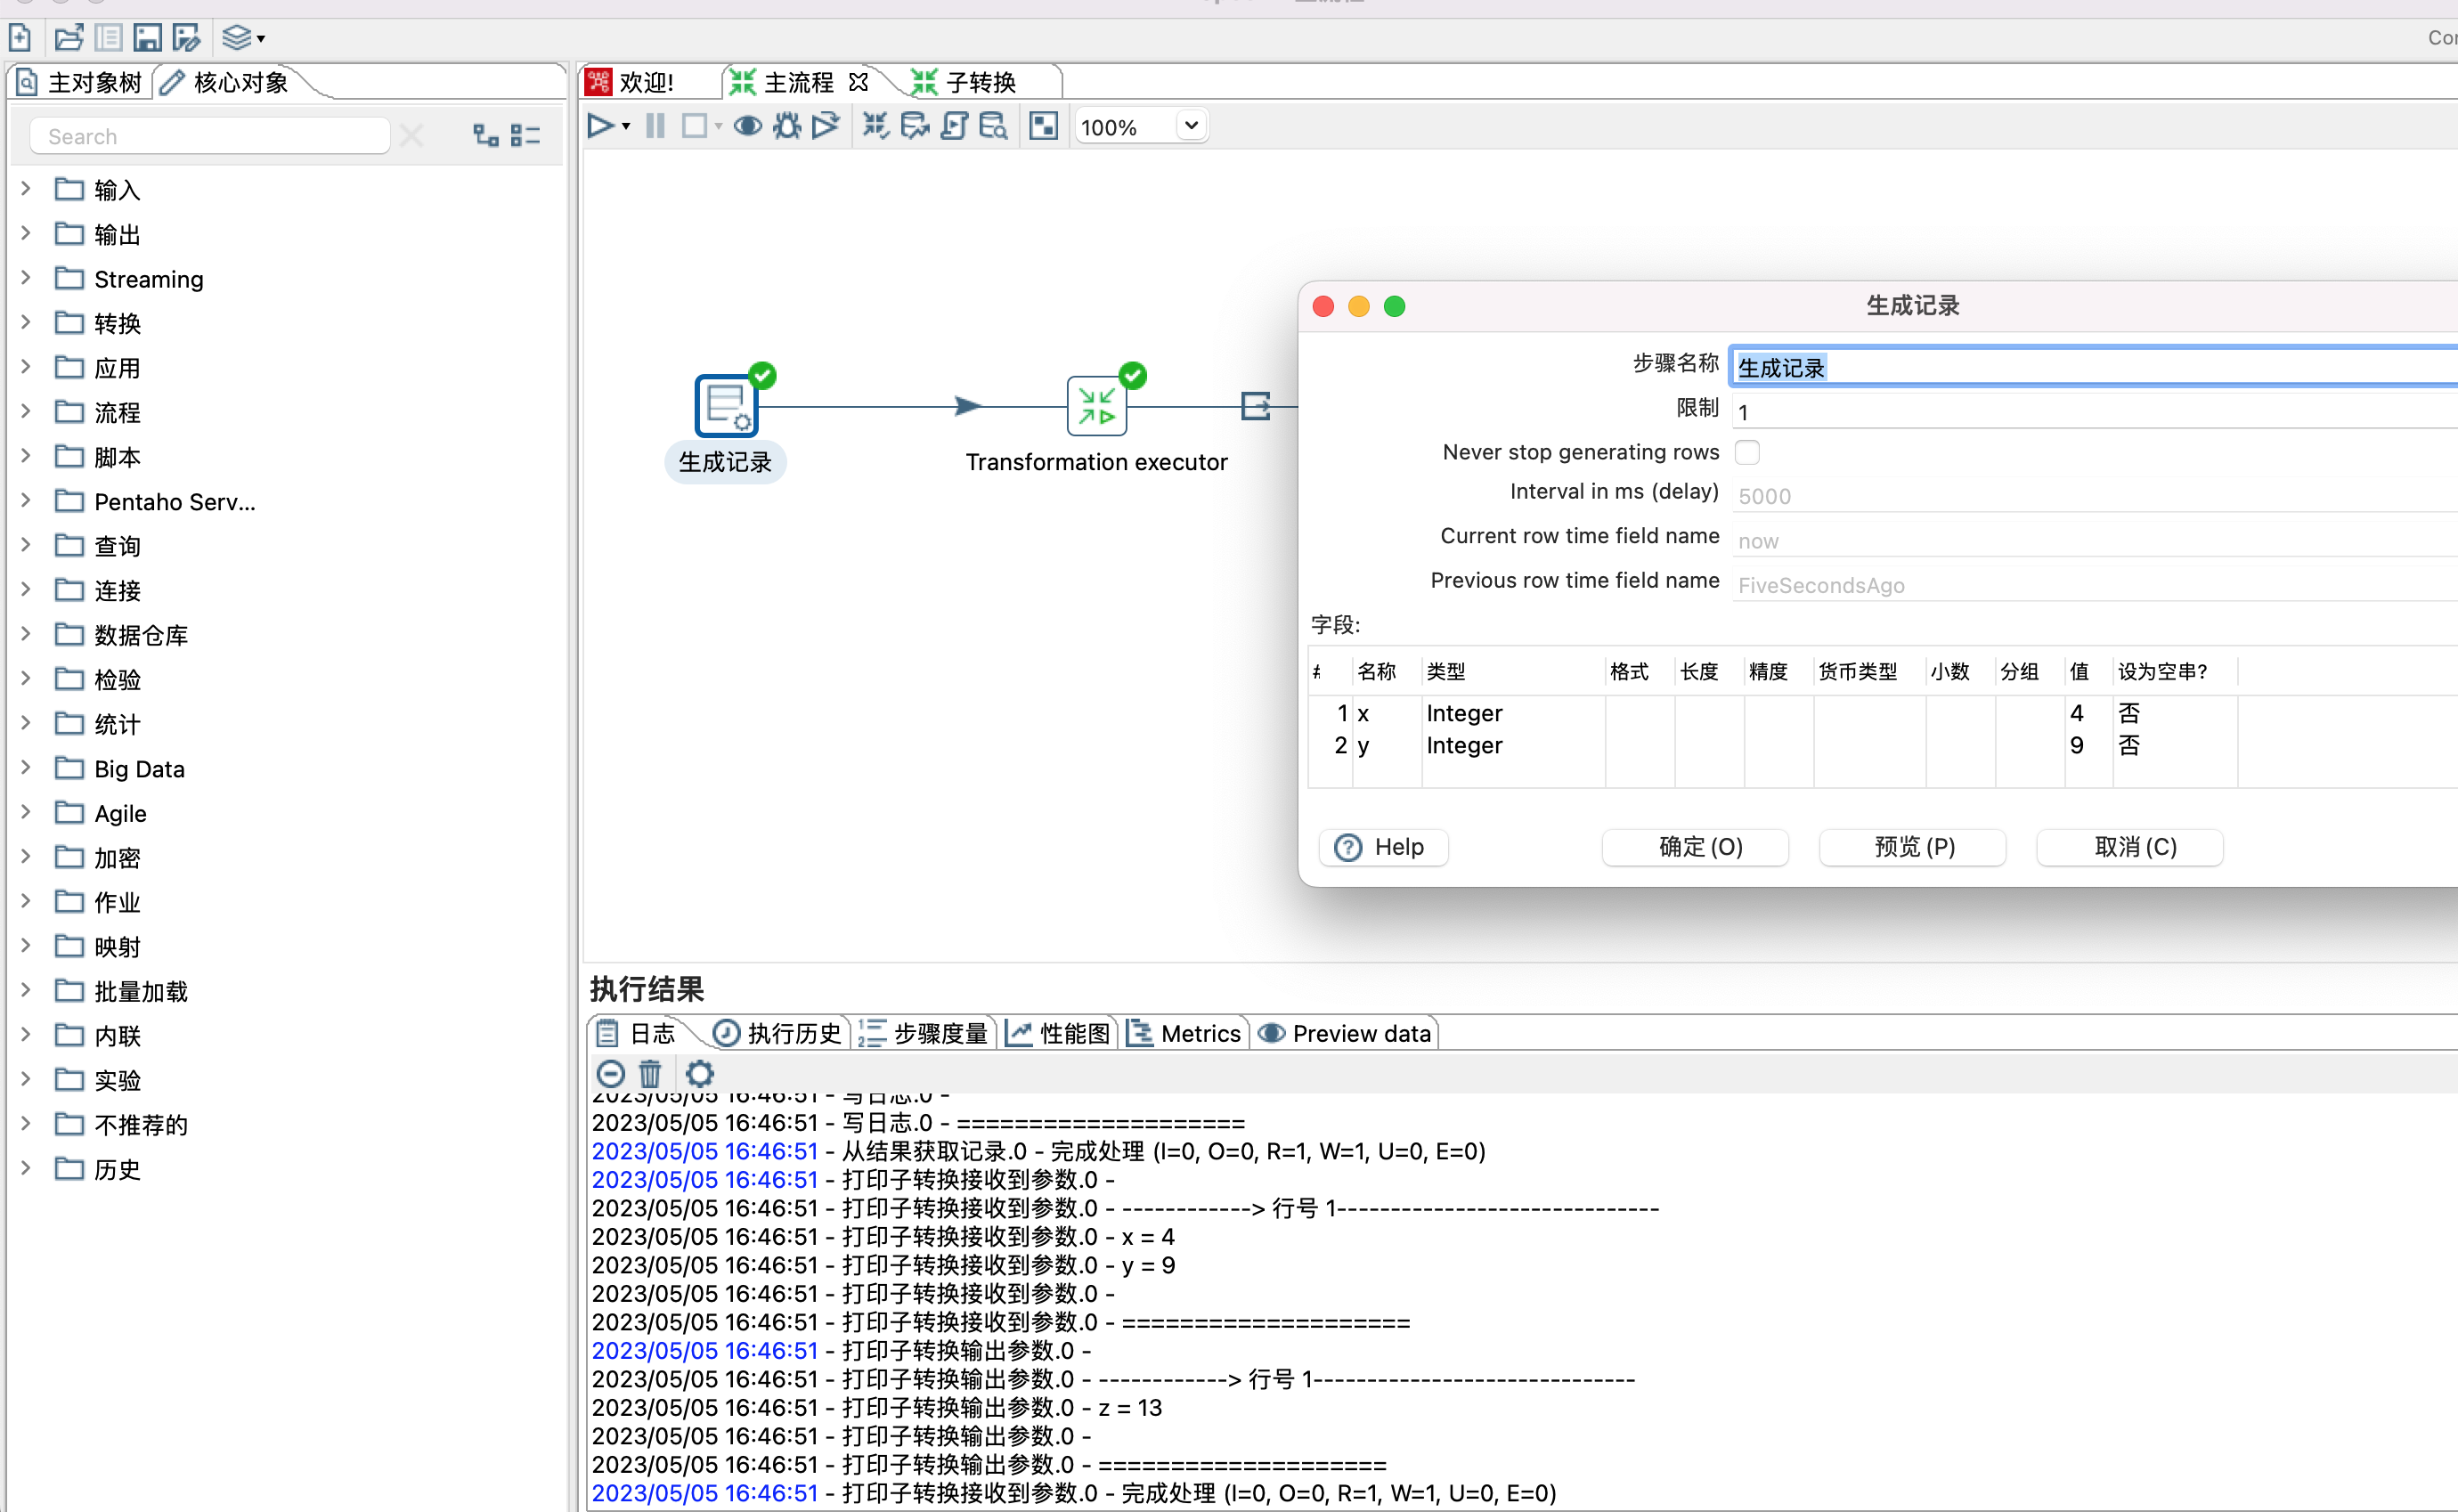 Cor
主对象树
核心对象
欢迎!
主流程
子转换
Search
100%
输入
输出
Streaming
转换
应用
流程
脚本
Pentaho Serv...
查询
连接
数据仓库
检验
统计
Big Data
Agile
加密
作业
映射
批量加载
内联
实验
不推荐的
历史
生成记录
Transformation executor
生成记录
步骤名称 生成记录
限制 1
Never stop generating rows
Interval in ms (delay) 5000
Current row time field name now
Previous row time field name FiveSecondsAgo
字段:
# 名称 类型 格式 长度 精度 货币类型 小数 分组 值 设为空串?
1 x Integer 4 否
2 y Integer 9 否
Help 确定 (O) 预览 (P) 取消 (C)
执行结果
日志 执行历史 步骤度量 性能图 Metrics Preview data
2023/05/05 16:46:51 - 写日志.0 -
2023/05/05 16:46:51 - 写日志.0 - ====================
2023/05/05 16:46:51 - 从结果获取记录.0 - 完成处理 (I=0, O=0, R=1, W=1, U=0, E=0)
2023/05/05 16:46:51 - 打印子转换接收到参数.0 -
2023/05/05 16:46:51 - 打印子转换接收到参数.0 - ------------> 行号 1------------------------------
2023/05/05 16:46:51 - 打印子转换接收到参数.0 - x = 4
2023/05/05 16:46:51 - 打印子转换接收到参数.0 - y = 9
2023/05/05 16:46:51 - 打印子转换接收到参数.0 -
2023/05/05 16:46:51 - 打印子转换接收到参数.0 - ====================
2023/05/05 16:46:51 - 打印子转换输出参数.0 -
2023/05/05 16:46:51 - 打印子转换输出参数.0 - ------------> 行号 1------------------------------
2023/05/05 16:46:51 - 打印子转换输出参数.0 - z = 13
2023/05/05 16:46:51 - 打印子转换输出参数.0 -
2023/05/05 16:46:51 - 打印子转换输出参数.0 - ====================
2023/05/05 16:46:51 - 打印子转换接收到参数.0 - 完成处理 (I=0, O=0, R=1, W=1, U=0, E=0)